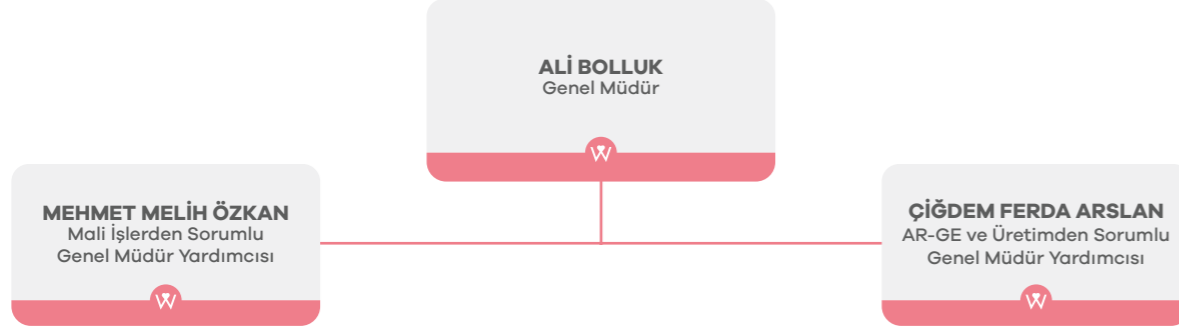 ALİ BOLLUK
Genel Müdür
MEHMET MELİH ÖZKAN
Mali İşlerden Sorumlu
Genel Müdür Yardımcısı
ÇİĞDEM FERDA ARSLAN
AR-GE ve Üretimden Sorumlu
Genel Müdür Yardımcısı